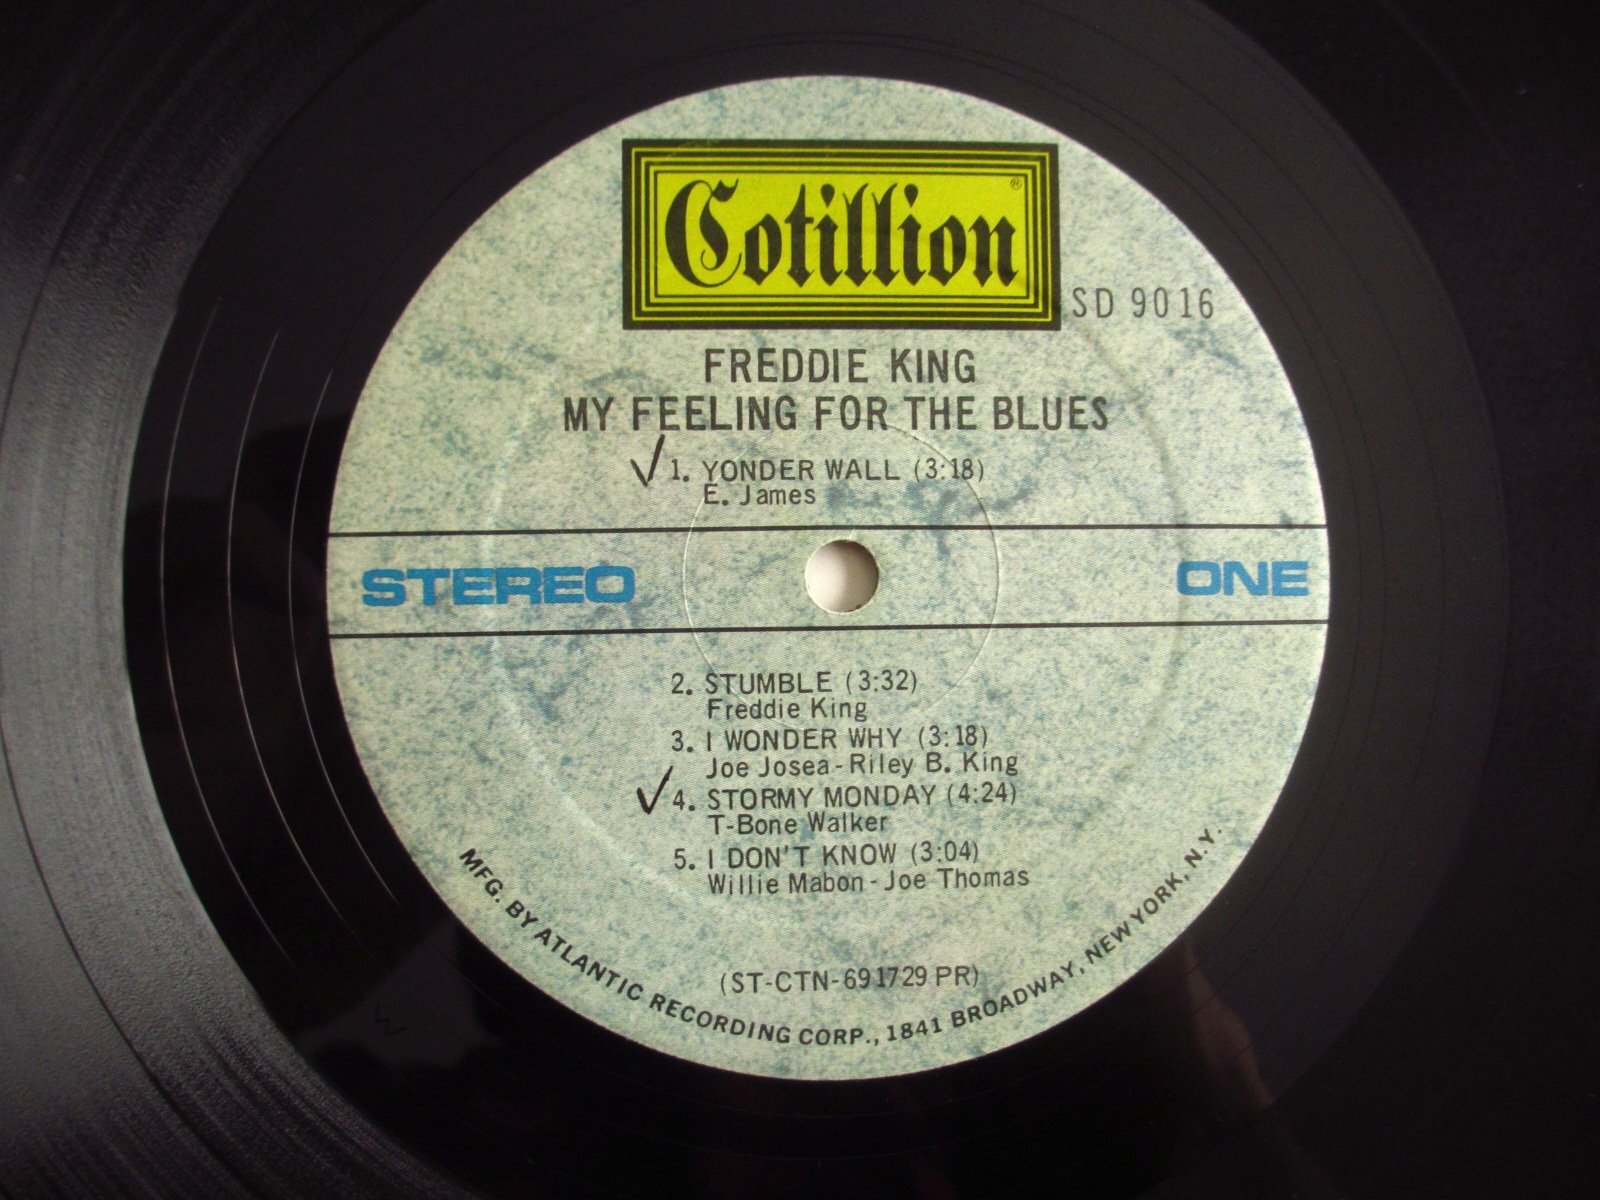 Cotillion ®
SD 9016
FREDDIE KING
MY FEELING FOR THE BLUES
✓ 1. YONDER WALL (3:18)
E. James
STEREO
ONE
2. STUMBLE (3:32)
Freddie King
3. I WONDER WHY (3:18)
Joe Josea-Riley B. King
✓ 4. STORMY MONDAY (4:24)
T-Bone Walker
5. I DON'T KNOW (3:04)
Willie Mabon-Joe Thomas
(ST-CTN-691729 PR)
MFG. BY ATLANTIC RECORDING CORP., 1841 BROADWAY, NEW YORK, N.Y.